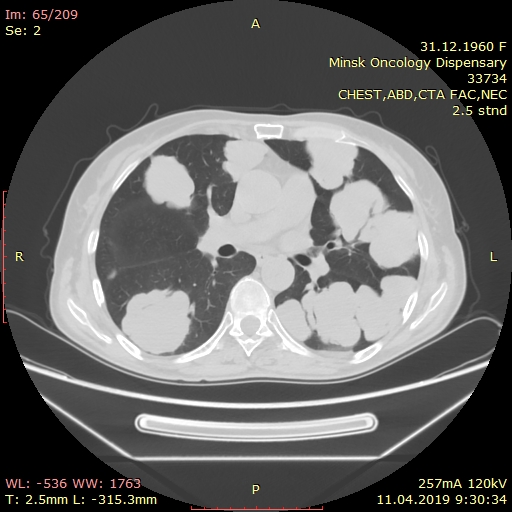 Im: 65/209
Se: 2
A
31.12.1960 F
Minsk Oncology Dispensary
33734
CHEST,ABD,CTA FAC,NEC
2.5 stnd
R
L
WL: -536 WW: 1763
T: 2.5mm L: -315.3mm
P
257mA 120kV
11.04.2019 9:30:34